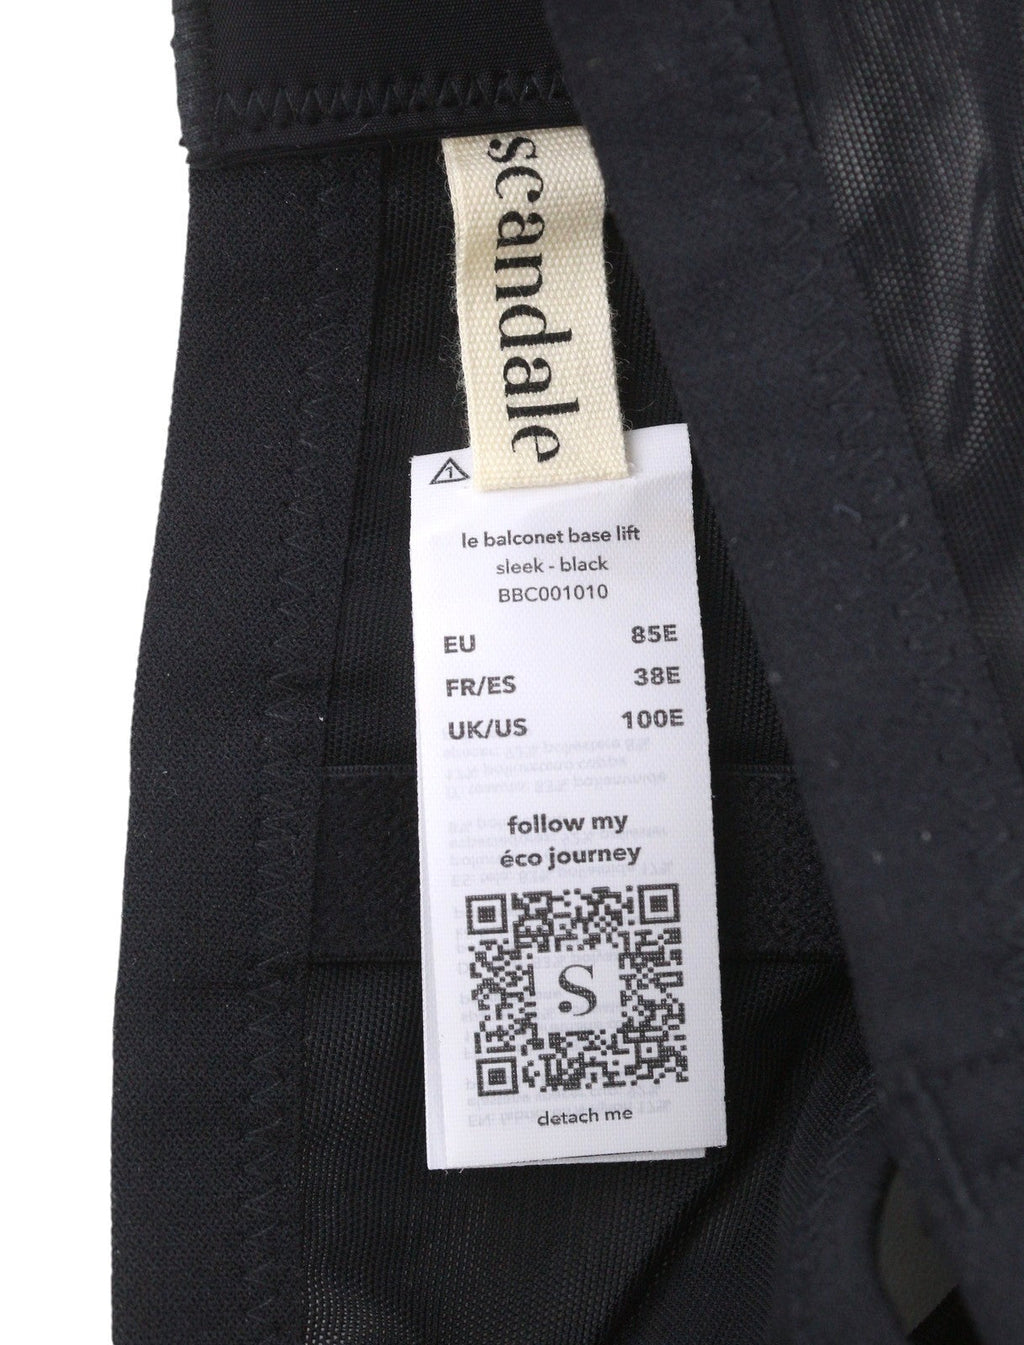 scandale
1
le balconet base lift
sleek - black
BBC001010
EU 85E
FR/ES 38E
UK/US 100E
follow my
éco journey
S
detach me